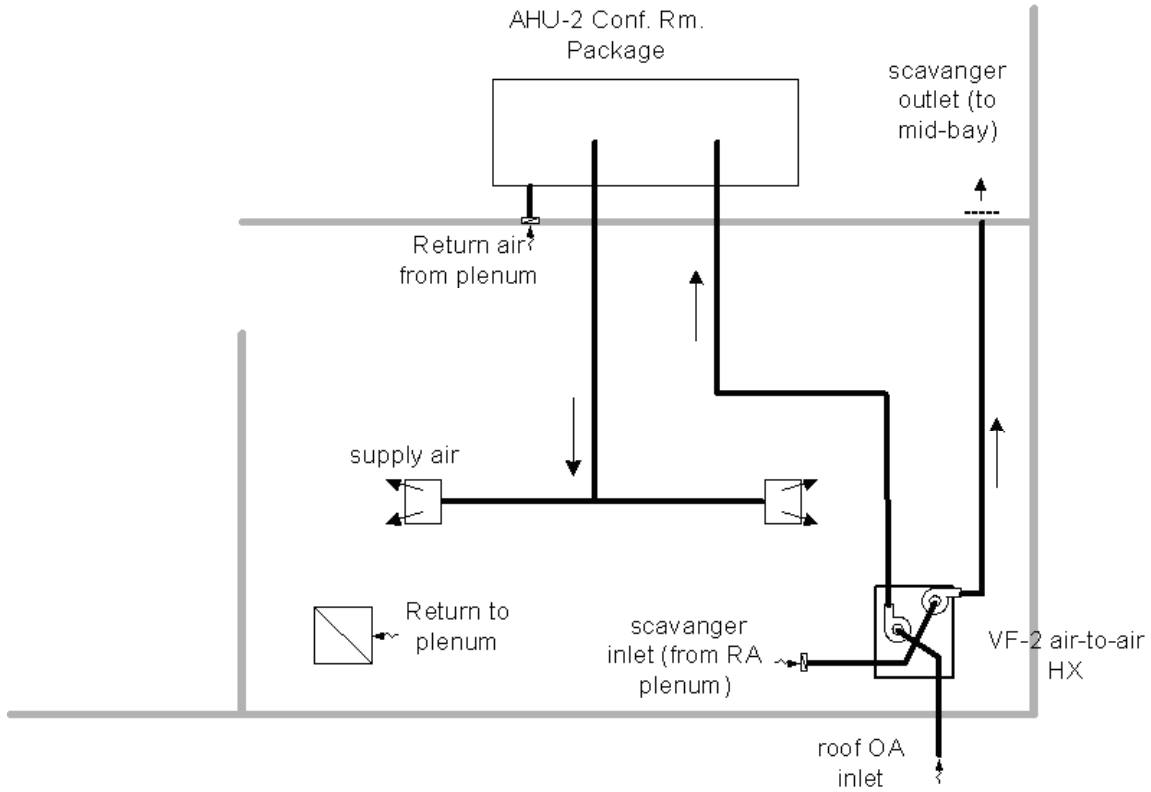 AHU-2 Conf. Rm.
Package
scavanger
outlet (to
mid-bay)
Return air
from plenum
supply air
Return to
plenum
scavanger
inlet (from RA
plenum)
VF-2 air-to-air
HX
roof OA
inlet